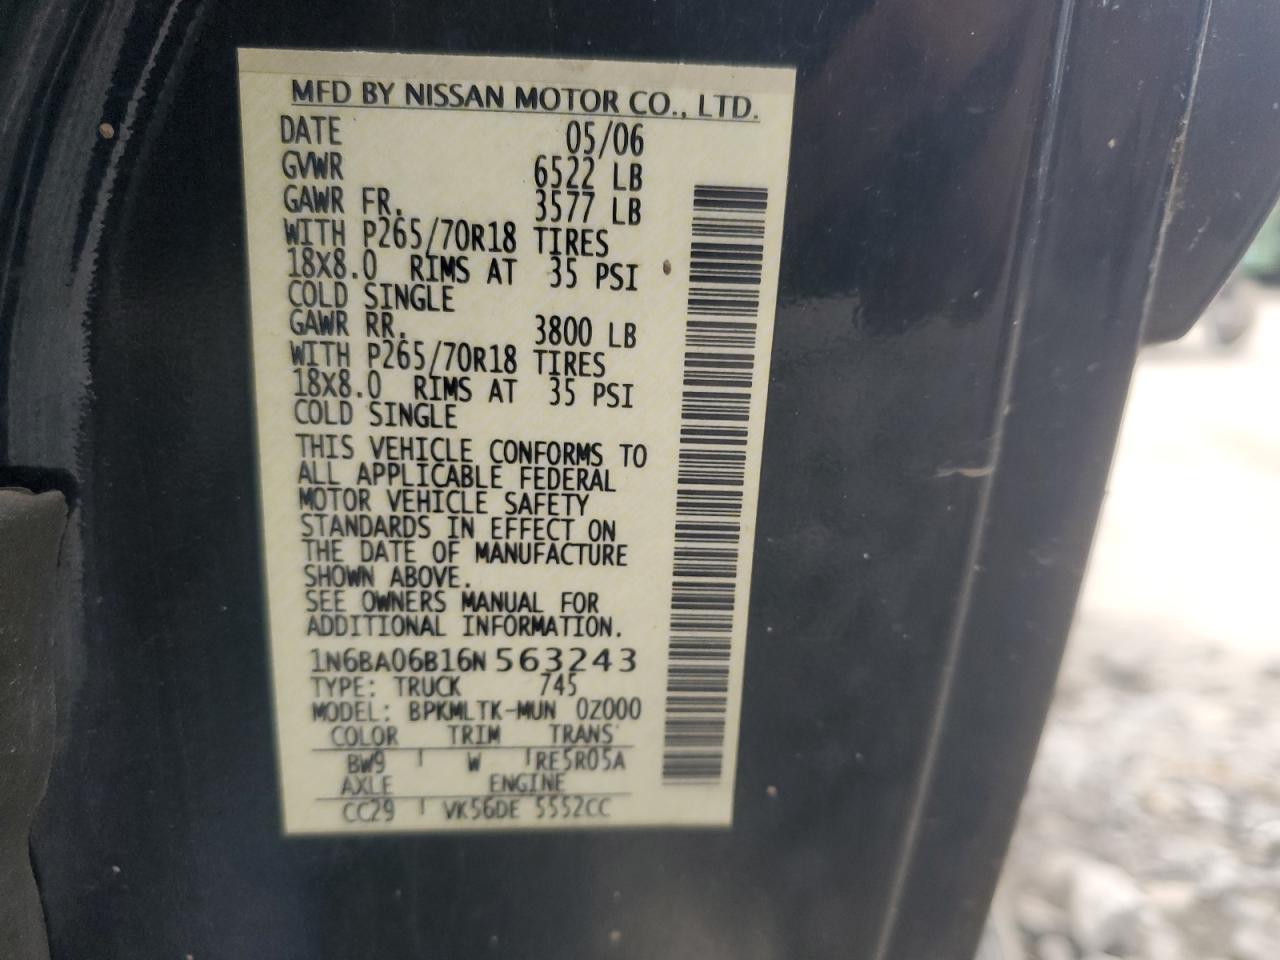 MFD BY NISSAN MOTOR CO., LTD.
DATE 05/06
GVWR 6522 LB
GAWR FR. 3577 LB
WITH P265/70R18 TIRES
18X8.0 RIMS AT 35 PSI
COLD SINGLE
GAWR RR. 3800 LB
WITH P265/70R18 TIRES
18X8.0 RIMS AT 35 PSI
COLD SINGLE
THIS VEHICLE CONFORMS TO
ALL APPLICABLE FEDERAL
MOTOR VEHICLE SAFETY
STANDARDS IN EFFECT ON
THE DATE OF MANUFACTURE
SHOWN ABOVE.
SEE OWNERS MANUAL FOR
ADDITIONAL INFORMATION.
1N6BA06B16N563243
TYPE: TRUCK 745
MODEL: BPKMLTK-MUN 0Z000
COLOR TRIM TRANS
BW9 W RE5R05A
AXLE ENGINE
CC29 VK56DE 5552CC